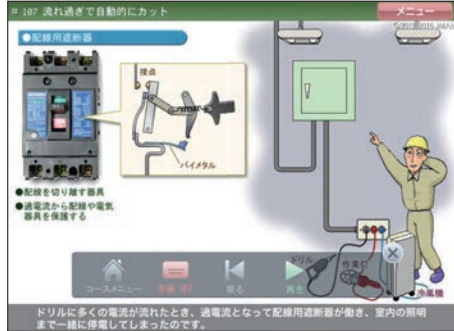 107 流れ過ぎで自動的にカット
メニュー
●配線用遮断器
接点
バイメタル
●配線を切り離す器具
●過電流から配線や電気
器具を保護する
ドリル
作業灯
冷風機
コースメニュー
戻る
再生
ドリルに多くの電流が流れたとき、過電流となって配線用遮断器が働き、室内の照明
まで一緒に停電してしまったのです。